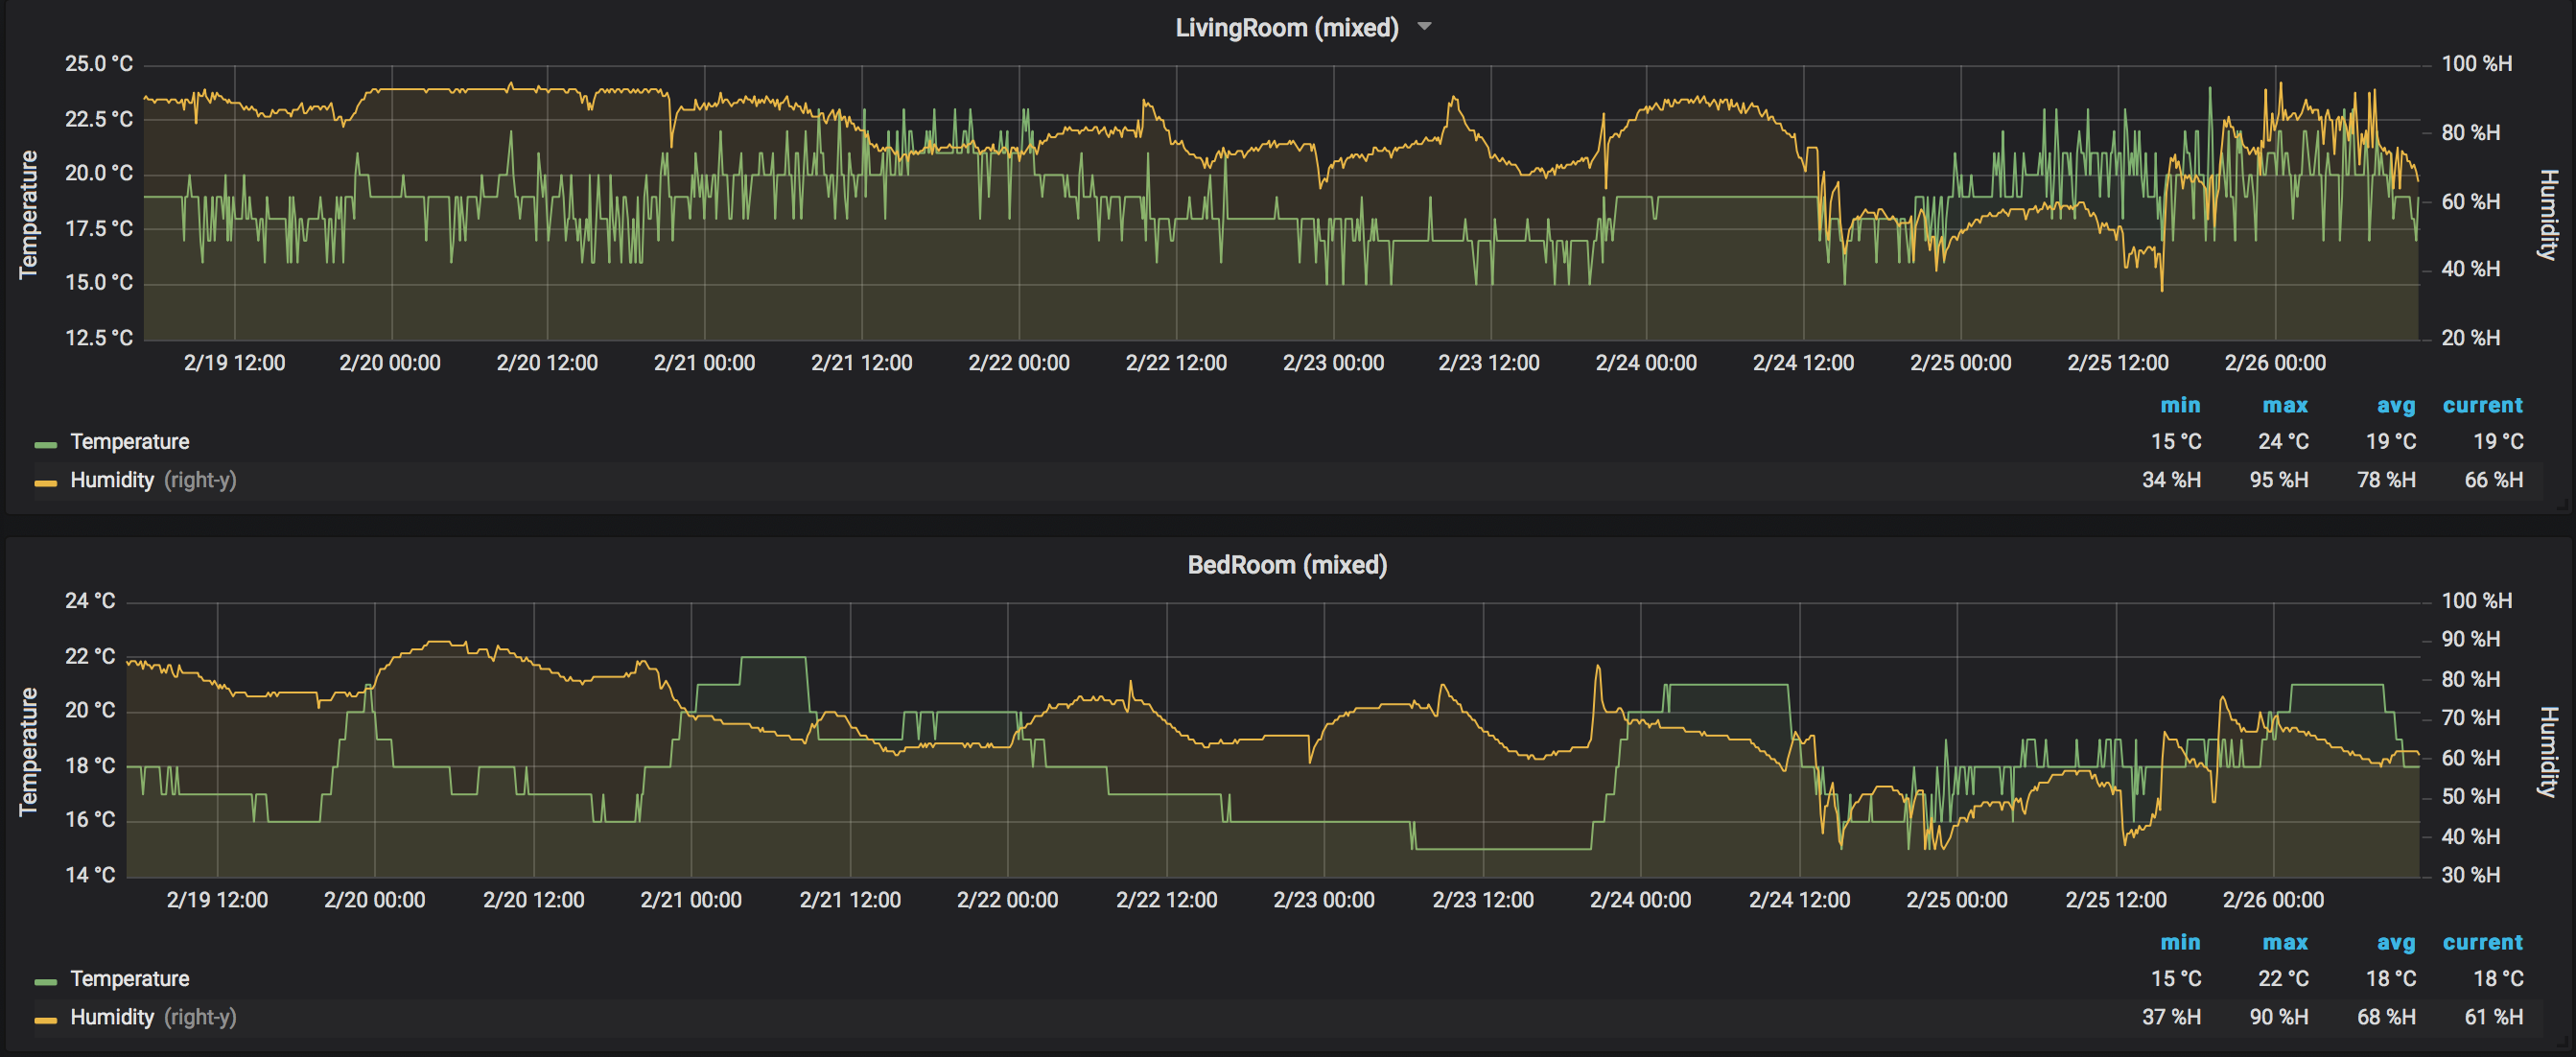 LivingRoom (mixed)
25.0 °C
22.5 °C
20.0 °C
17.5 °C
15.0 °C
12.5 °C
Temperature
100 %H
80 %H
60 %H
40 %H
20 %H
Humidity
2/19 12:00 2/20 00:00 2/20 12:00 2/21 00:00 2/21 12:00 2/22 00:00 2/22 12:00 2/23 00:00 2/23 12:00 2/24 00:00 2/24 12:00 2/25 00:00 2/25 12:00 2/26 00:00
min max avg current
Temperature 15 °C 24 °C 19 °C 19 °C
Humidity (right-y) 34 %H 95 %H 78 %H 66 %H
BedRoom (mixed)
24 °C
22 °C
20 °C
18 °C
16 °C
14 °C
Temperature
100 %H
90 %H
80 %H
70 %H
60 %H
50 %H
40 %H
30 %H
Humidity
2/19 12:00 2/20 00:00 2/20 12:00 2/21 00:00 2/21 12:00 2/22 00:00 2/22 12:00 2/23 00:00 2/23 12:00 2/24 00:00 2/24 12:00 2/25 00:00 2/25 12:00 2/26 00:00
min max avg current
Temperature 15 °C 22 °C 18 °C 18 °C
Humidity (right-y) 37 %H 90 %H 68 %H 61 %H